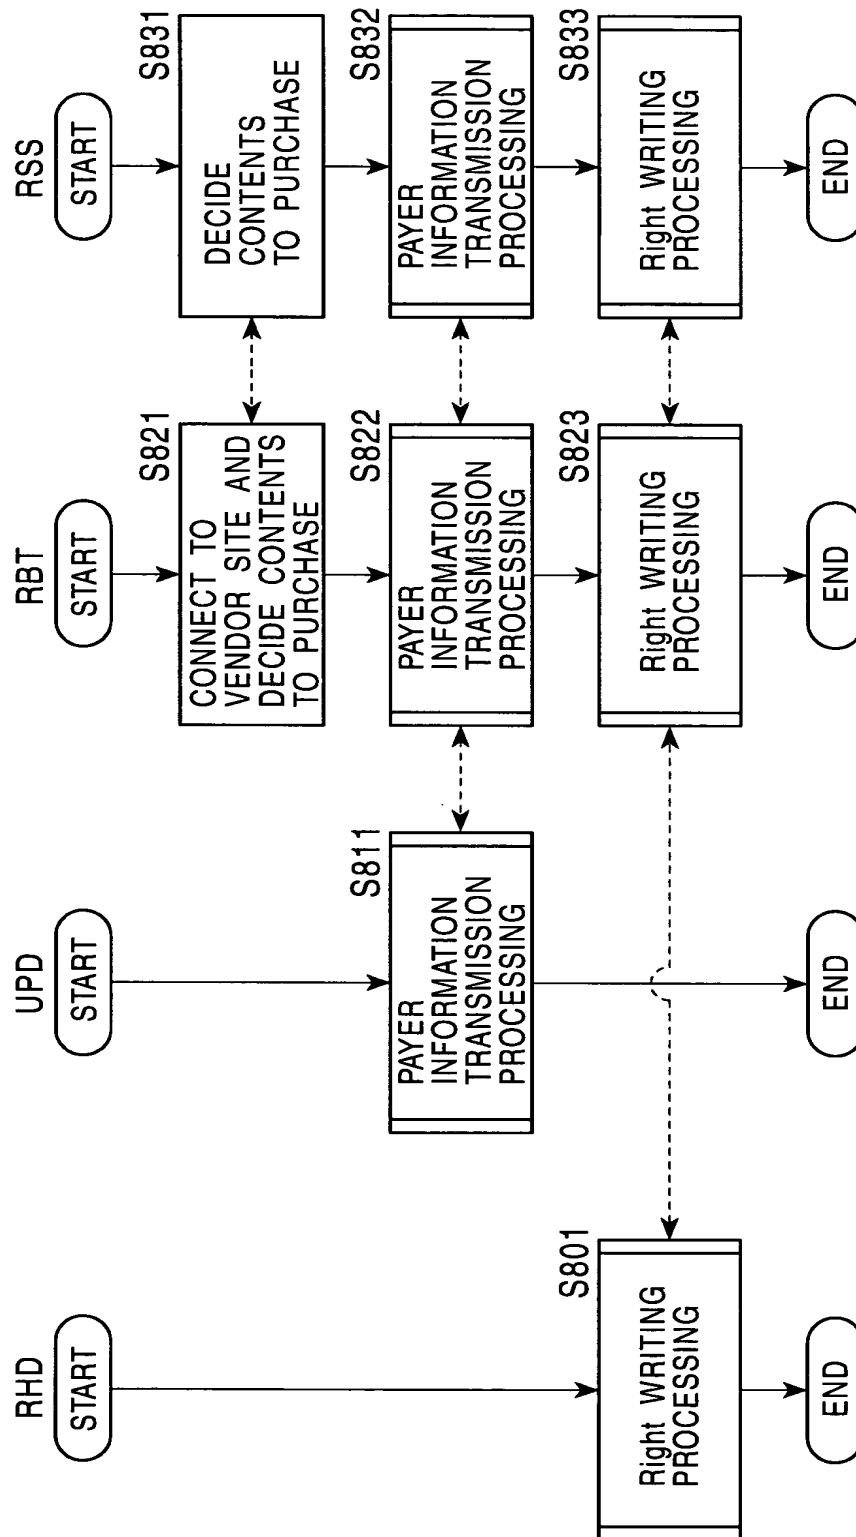 RHD
START
S801
Right WRITING
PROCESSING
END
UPD
START
S811
PAYER
INFORMATION
TRANSMISSION
PROCESSING
END
RBT
START
S821
CONNECT TO
VENDOR SITE AND
DECIDE CONTENTS
TO PURCHASE
S822
PAYER
INFORMATION
TRANSMISSION
PROCESSING
S823
Right WRITING
PROCESSING
END
RSS
START
S831
DECIDE
CONTENTS
TO PURCHASE
S832
PAYER
INFORMATION
TRANSMISSION
PROCESSING
S833
Right WRITING
PROCESSING
END